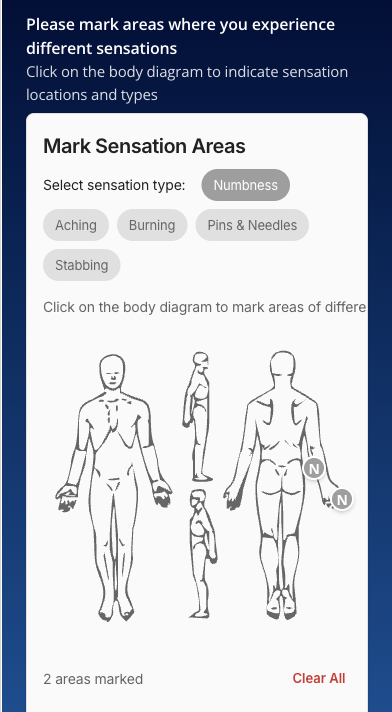 Please mark areas where you experience
different sensations
Click on the body diagram to indicate sensation
locations and types
Mark Sensation Areas
Select sensation type: Numbness
Aching Burning Pins & Needles
Stabbing
Click on the body diagram to mark areas of differe
N
N
2 areas marked Clear All